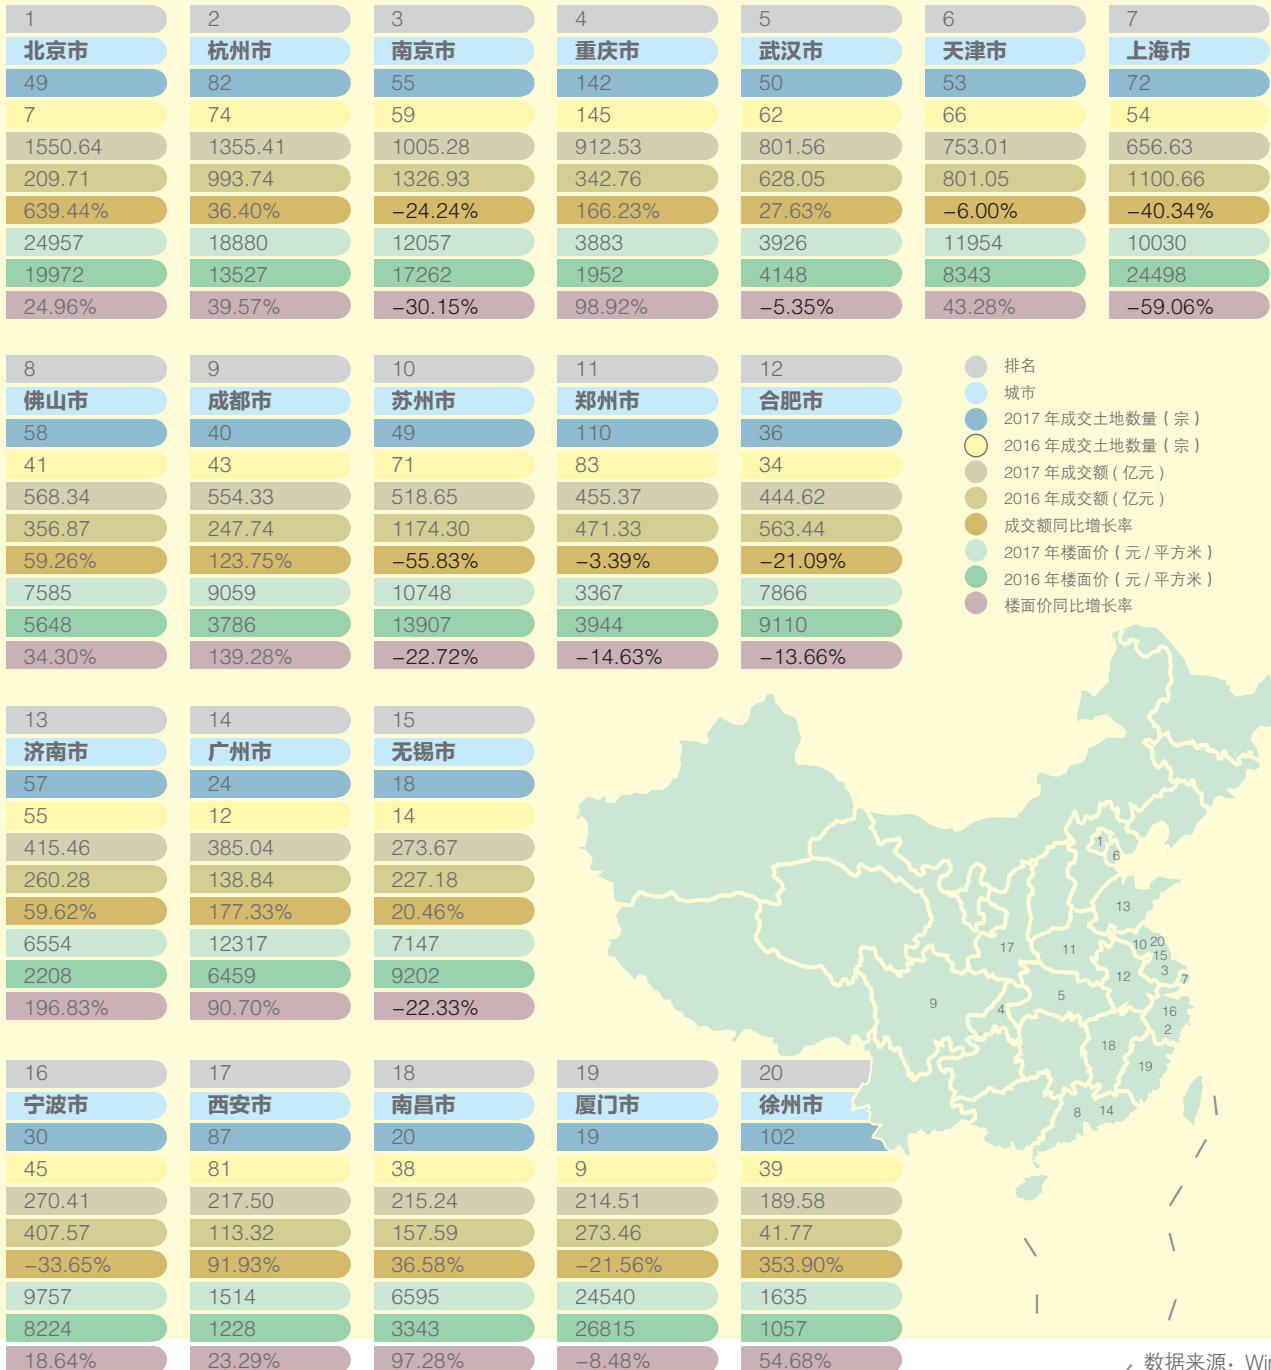 1 2 3 4 5 6 7
北京市 杭州市 南京市 重庆市 武汉市 天津市 上海市
49 82 55 142 50 53 72
7 74 59 145 62 66 54
1550.64 1355.41 1005.28 912.53 801.56 753.01 656.63
209.71 993.74 1326.93 342.76 628.05 801.05 1100.66
639.44% 36.40% −24.24% 166.23% 27.63% −6.00% −40.34%
24957 18880 12057 3883 3926 11954 10030
19972 13527 17262 1952 4148 8343 24498
24.96% 39.57% −30.15% 98.92% −5.35% 43.28% −59.06%
8 9 10 11 12
佛山市 成都市 苏州市 郑州市 合肥市
58 40 49 110 36
41 43 71 83 34
568.34 554.33 518.65 455.37 444.62
356.87 247.74 1174.30 471.33 563.44
59.26% 123.75% −55.83% −3.39% −21.09%
7585 9059 10748 3367 7866
5648 3786 13907 3944 9110
34.30% 139.28% −22.72% −14.63% −13.66%
排名
城市
2017 年成交土地数量（宗）
2016 年成交土地数量（宗）
2017 年成交额（亿元）
2016 年成交额（亿元）
成交额同比增长率
2017 年楼面价（元 / 平方米）
2016 年楼面价（元 / 平方米）
楼面价同比增长率
13 14 15
济南市 广州市 无锡市
57 24 18
55 12 14
415.46 385.04 273.67
260.28 138.84 227.18
59.62% 177.33% 20.46%
6554 12317 7147
2208 6459 9202
196.83% 90.70% −22.33%
1
6
13
17 11 10 20
15
3
12 7
9 4 5
16
2
18
19
8 14
16 17 18 19 20
宁波市 西安市 南昌市 厦门市 徐州市
30 87 20 19 102
45 81 38 9 39
270.41 217.50 215.24 214.51 189.58
407.57 113.32 157.59 273.46 41.77
−33.65% 91.93% 36.58% −21.56% 353.90%
9757 1514 6595 24540 1635
8224 1228 3343 26815 1057
18.64% 23.29% 97.28% −8.48% 54.68%
数据来源：Win